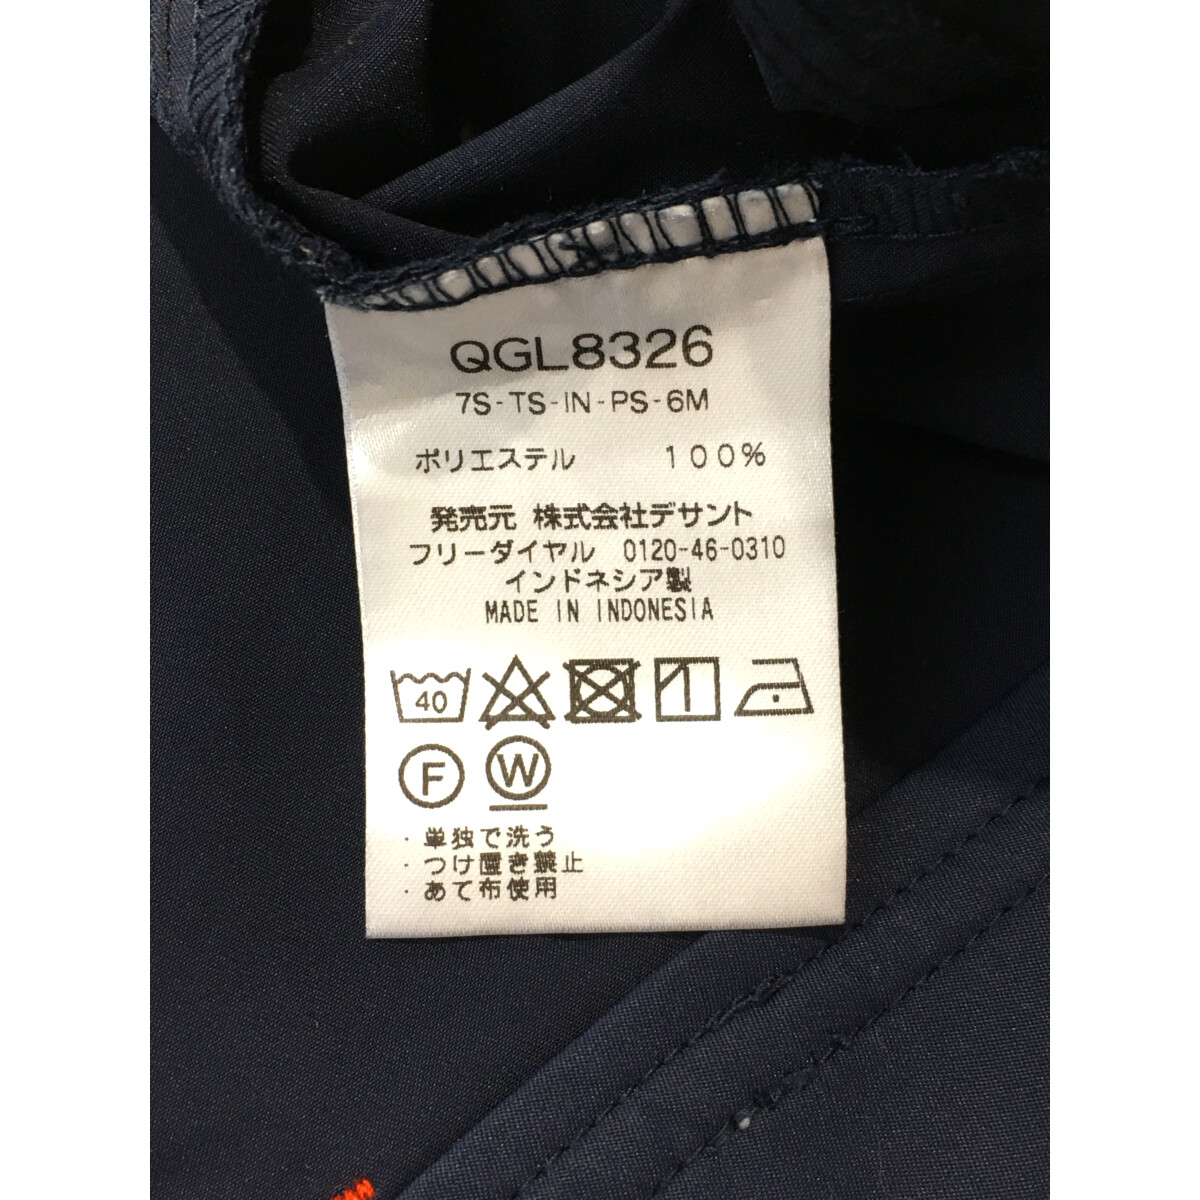 QGL8326
7S-TS-IN-PS-6M
ポリエステル 100%
発売元 株式会社デサント
フリーダイヤル 0120-46-0310
インドネシア製
MADE IN INDONESIA
40
F W
・単独で洗う
・つけ置き禁止
・あて布使用